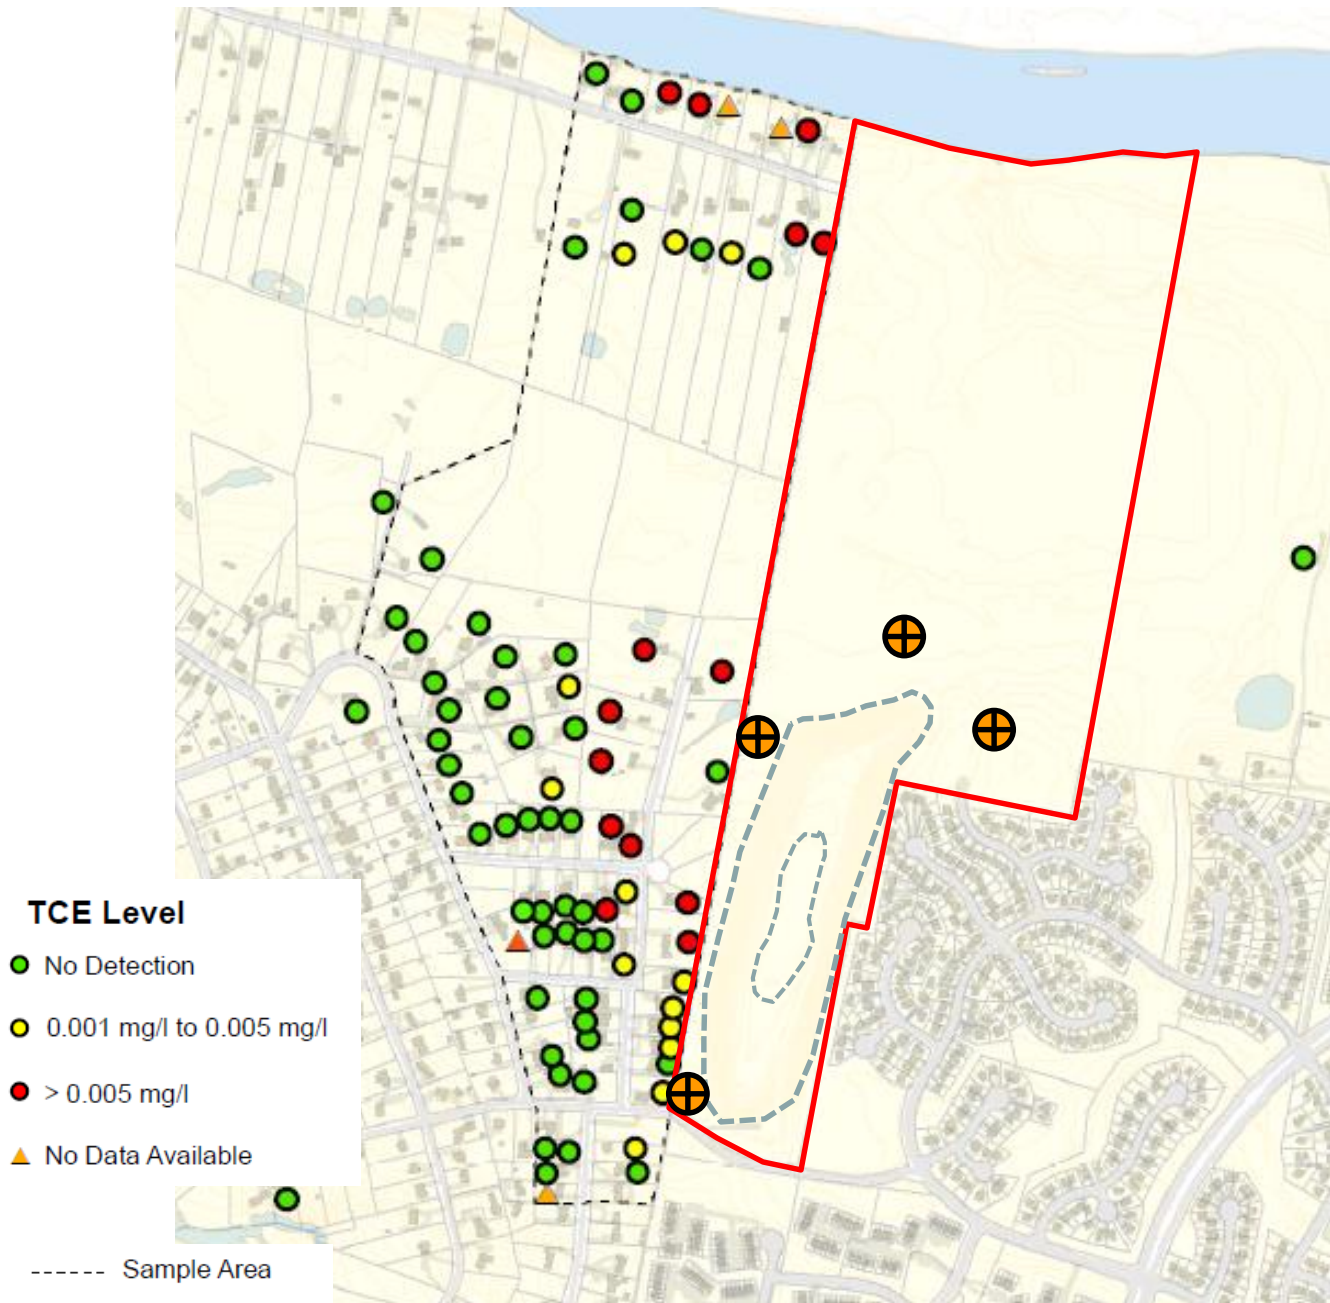 TCE Level
No Detection
0.001 mg/l to 0.005 mg/l
> 0.005 mg/l
No Data Available
Sample Area